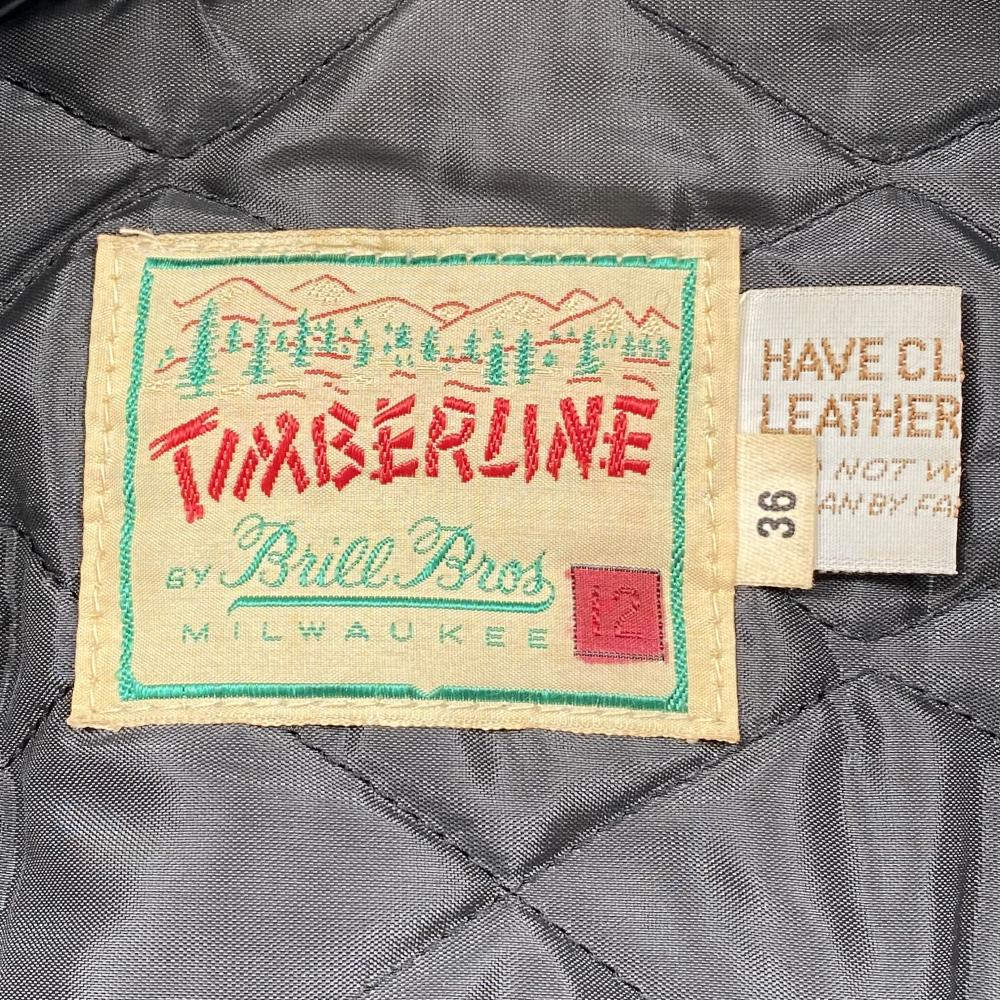 TIMBERLINE
BY Brill Bros
MILWAUKEE
12
36
HAVE CL
LEATHER
NOT W
AN BY FA